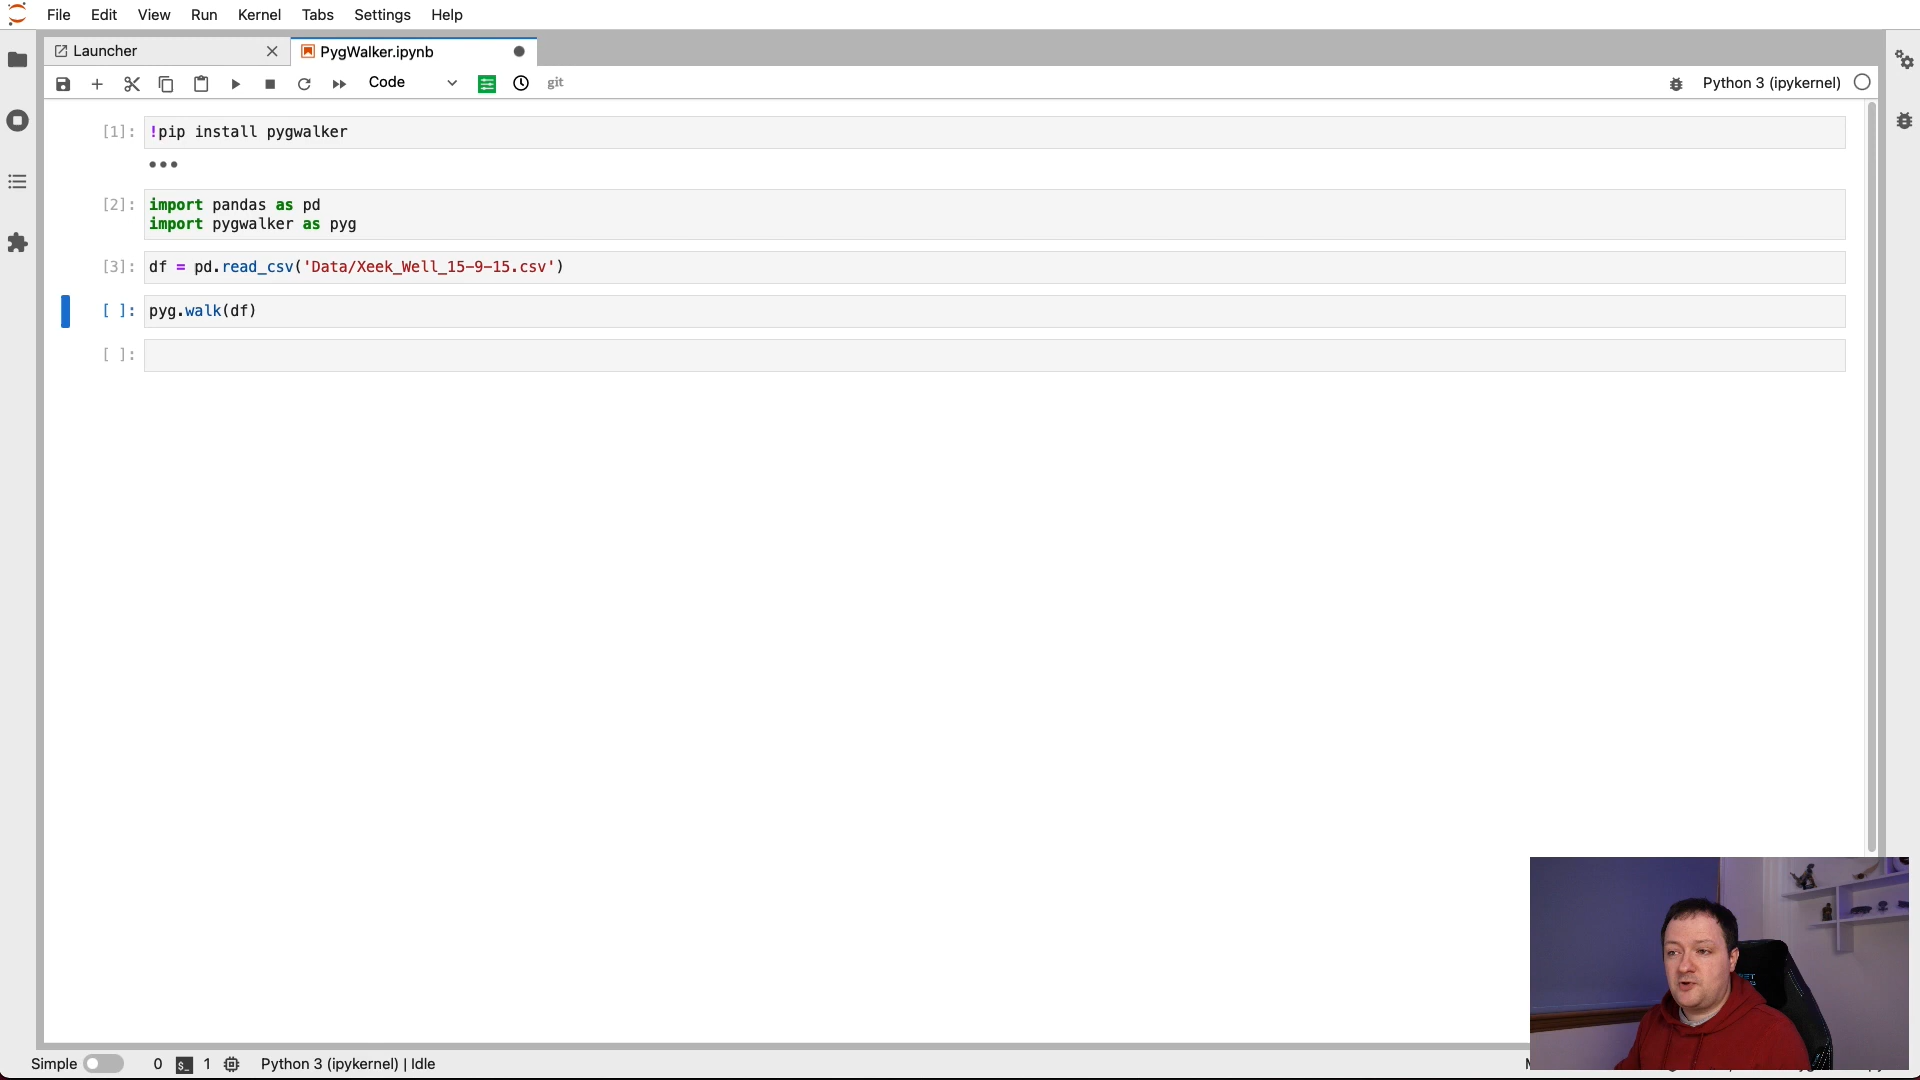 File Edit View Run Kernel Tabs Settings Help
Launcher PygWalker.ipynb
Code git Python 3 (ipykernel)
[1]: !pip install pygwalker
[2]: import pandas as pd
import pygwalker as pyg
[3]: df = pd.read_csv('Data/Xeek_Well_15-9-15.csv')
[ ]: pyg.walk(df)
[ ]:
Simple 0 $_ 1 Python 3 (ipykernel) | Idle